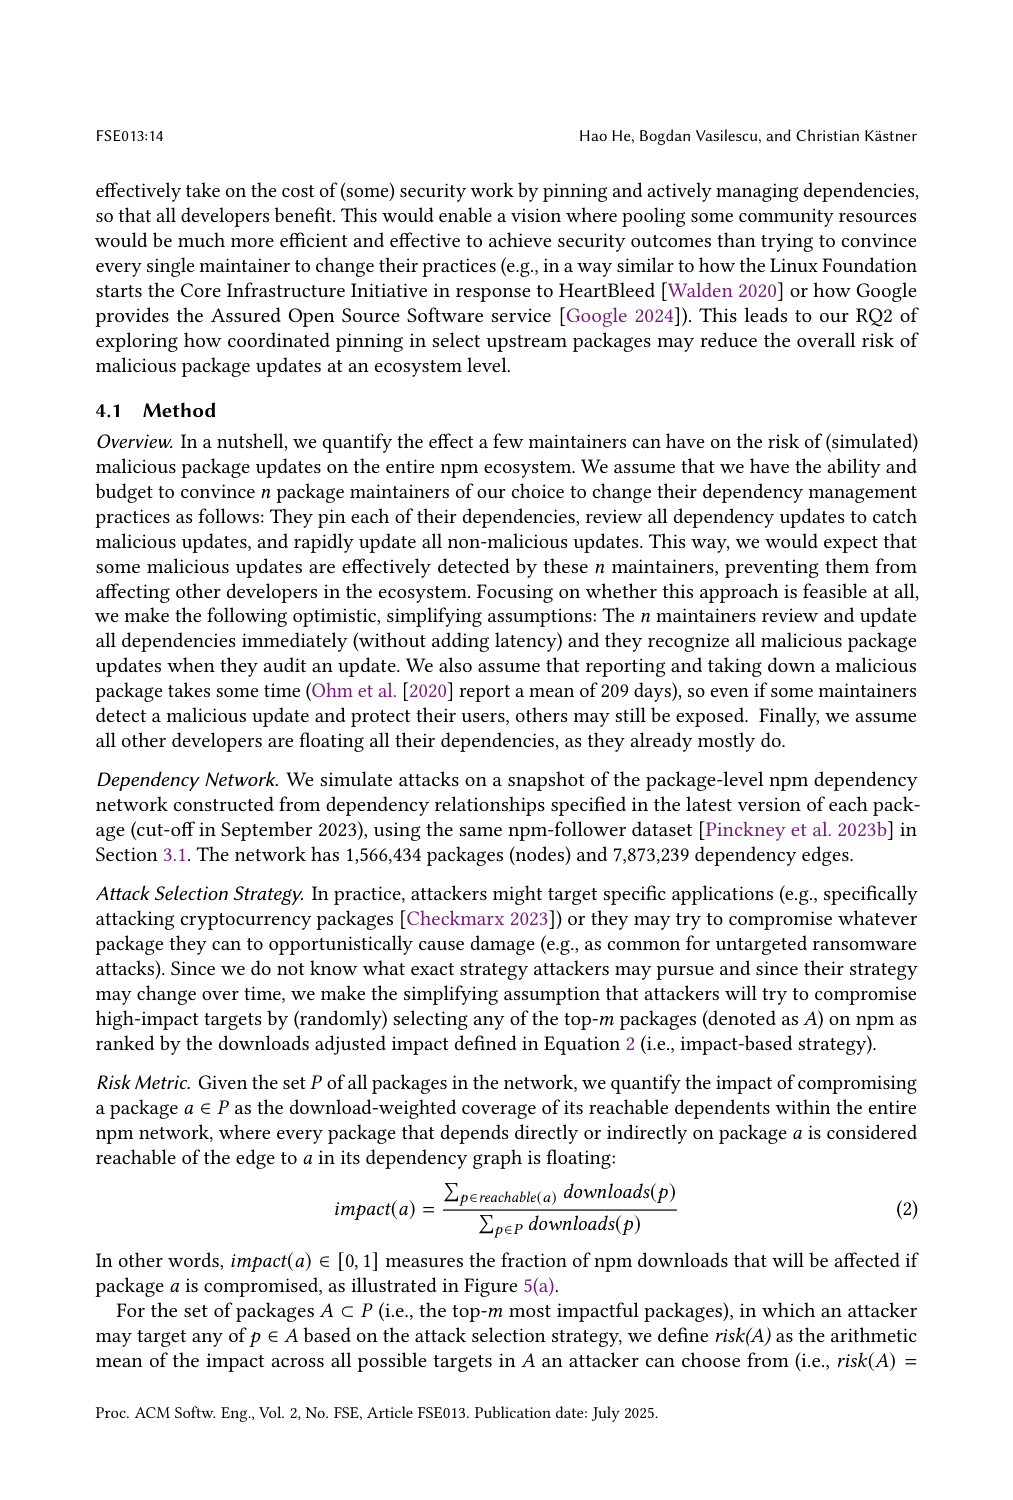 FSE013:14 Hao He, Bogdan Vasilescu, and Christian Kästner
effectively take on the cost of (some) security work by pinning and actively managing dependencies,
so that all developers benefit. This would enable a vision where pooling some community resources
would be much more efficient and effective to achieve security outcomes than trying to convince
every single maintainer to change their practices (e.g., in a way similar to how the Linux Foundation
starts the Core Infrastructure Initiative in response to HeartBleed [Walden 2020] or how Google
provides the Assured Open Source Software service [Google 2024]). This leads to our RQ2 of
exploring how coordinated pinning in select upstream packages may reduce the overall risk of
malicious package updates at an ecosystem level.
4.1 Method
Overview. In a nutshell, we quantify the effect a few maintainers can have on the risk of (simulated)
malicious package updates on the entire npm ecosystem. We assume that we have the ability and
budget to convince n package maintainers of our choice to change their dependency management
practices as follows: They pin each of their dependencies, review all dependency updates to catch
malicious updates, and rapidly update all non-malicious updates. This way, we would expect that
some malicious updates are effectively detected by these n maintainers, preventing them from
affecting other developers in the ecosystem. Focusing on whether this approach is feasible at all,
we make the following optimistic, simplifying assumptions: The n maintainers review and update
all dependencies immediately (without adding latency) and they recognize all malicious package
updates when they audit an update. We also assume that reporting and taking down a malicious
package takes some time (Ohm et al. [2020] report a mean of 209 days), so even if some maintainers
detect a malicious update and protect their users, others may still be exposed. Finally, we assume
all other developers are floating all their dependencies, as they already mostly do.
Dependency Network. We simulate attacks on a snapshot of the package-level npm dependency
network constructed from dependency relationships specified in the latest version of each pack-
age (cut-off in September 2023), using the same npm-follower dataset [Pinckney et al. 2023b] in
Section 3.1. The network has 1,566,434 packages (nodes) and 7,873,239 dependency edges.
Attack Selection Strategy. In practice, attackers might target specific applications (e.g., specifically
attacking cryptocurrency packages [Checkmarx 2023]) or they may try to compromise whatever
package they can to opportunistically cause damage (e.g., as common for untargeted ransomware
attacks). Since we do not know what exact strategy attackers may pursue and since their strategy
may change over time, we make the simplifying assumption that attackers will try to compromise
high-impact targets by (randomly) selecting any of the top-m packages (denoted as A) on npm as
ranked by the downloads adjusted impact defined in Equation 2 (i.e., impact-based strategy).
Risk Metric. Given the set P of all packages in the network, we quantify the impact of compromising
a package a ∈ P as the download-weighted coverage of its reachable dependents within the entire
npm network, where every package that depends directly or indirectly on package a is considered
reachable of the edge to a in its dependency graph is floating:
impact(a) = ∑p∈reachable(a) downloads(p) / ∑p∈P downloads(p) (2)
In other words, impact(a) ∈ [0, 1] measures the fraction of npm downloads that will be affected if
package a is compromised, as illustrated in Figure 5(a).
For the set of packages A ⊂ P (i.e., the top-m most impactful packages), in which an attacker
may target any of p ∈ A based on the attack selection strategy, we define risk(A) as the arithmetic
mean of the impact across all possible targets in A an attacker can choose from (i.e., risk(A) =
Proc. ACM Softw. Eng., Vol. 2, No. FSE, Article FSE013. Publication date: July 2025.